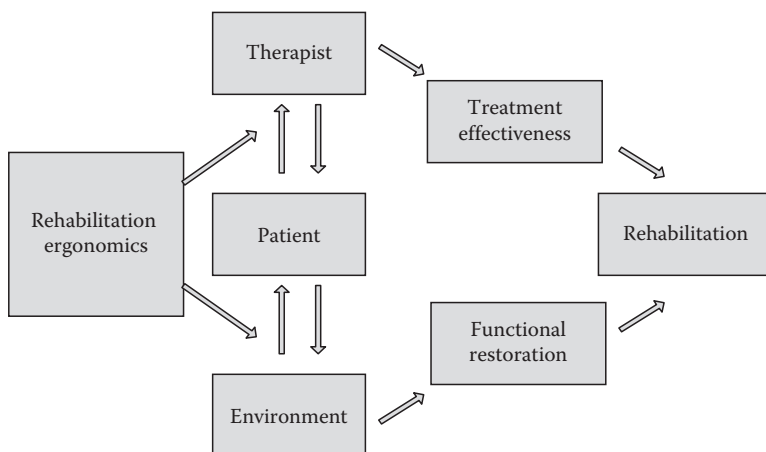 Therapist
Treatment
effectiveness
Rehabilitation
ergonomics
Patient
Rehabilitation
Functional
restoration
Environment